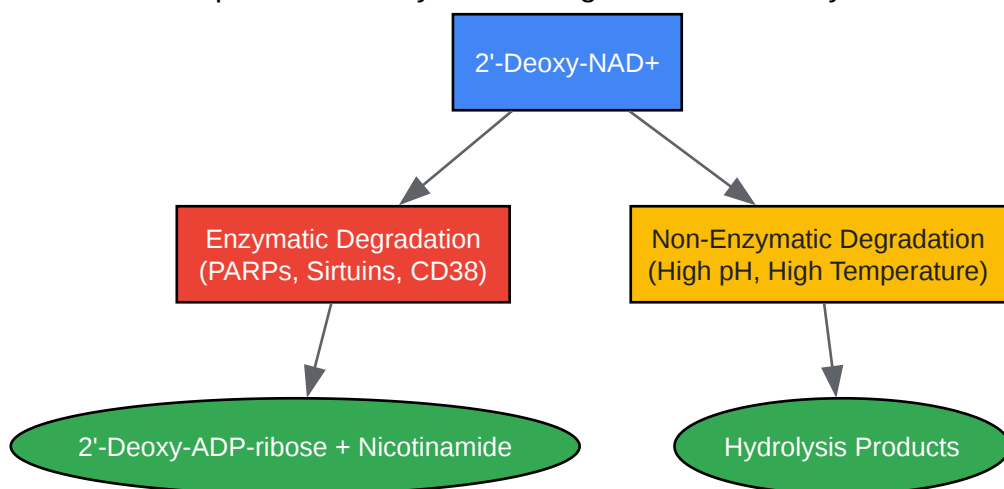 2'-Deoxy-NAD+
Enzymatic Degradation
(PARPs, Sirtuins, CD38)
Non-Enzymatic Degradation
(High pH, High Temperature)
2'-Deoxy-ADP-ribose + Nicotinamide
Hydrolysis Products